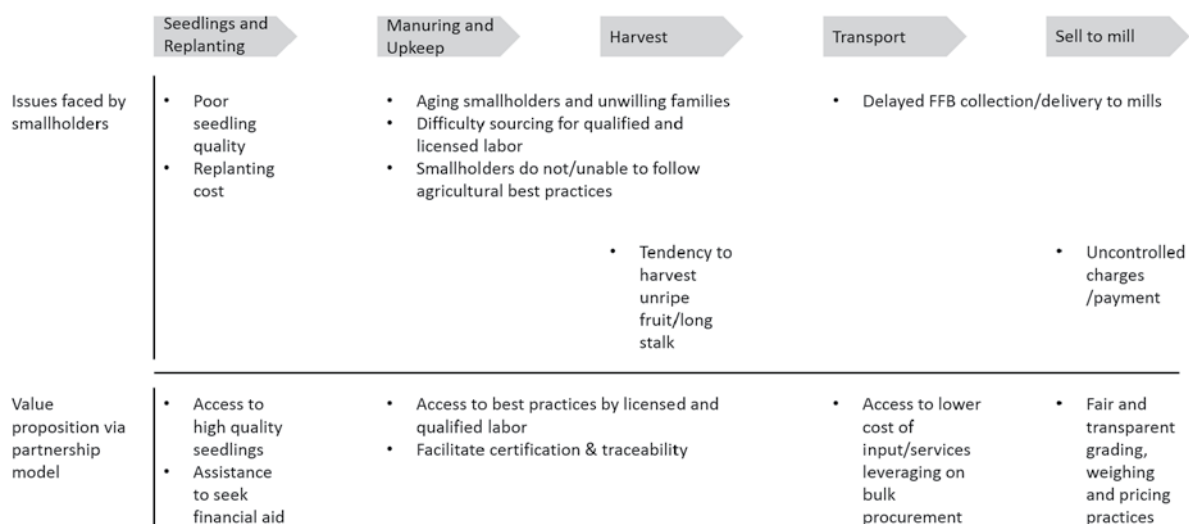 Seedlings and
Replanting
Manuring and
Upkeep
Harvest
Transport
Sell to mill
Issues faced by
smallholders
• Poor
seedling
quality
• Replanting
cost
• Aging smallholders and unwilling families
• Difficulty sourcing for qualified and
licensed labor
• Smallholders do not/unable to follow
agricultural best practices
• Delayed FFB collection/delivery to mills
• Tendency to
harvest
unripe
fruit/long
stalk
• Uncontrolled
charges
/payment
Value
proposition via
partnership
model
• Access to
high quality
seedlings
• Assistance
to seek
financial aid
• Access to best practices by licensed and
qualified labor
• Facilitate certification & traceability
• Access to lower
cost of
input/services
leveraging on
bulk
procurement
• Fair and
transparent
grading,
weighing
and pricing
practices